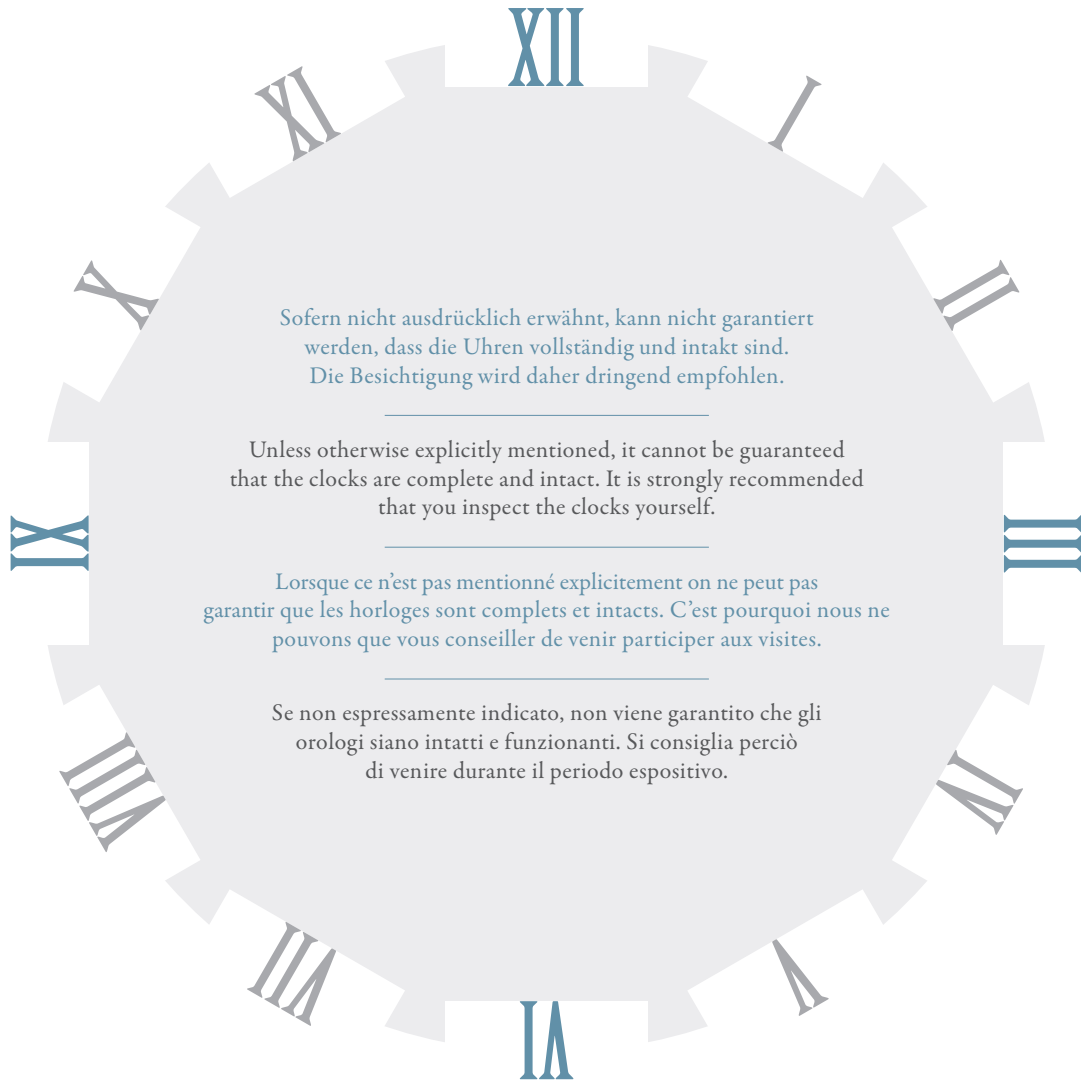 XII
I
II
III
IV
V
VI
VII
VIII
IX
X
XI
Sofern nicht ausdrücklich erwähnt, kann nicht garantiert
werden, dass die Uhren vollständig und intakt sind.
Die Besichtigung wird daher dringend empfohlen.
Unless otherwise explicitly mentioned, it cannot be guaranteed
that the clocks are complete and intact. It is strongly recommended
that you inspect the clocks yourself.
Lorsque ce n’est pas mentionné explicitement on ne peut pas
garantir que les horloges sont complets et intacts. C’est pourquoi nous ne
pouvons que vous conseiller de venir participer aux visites.
Se non espressamente indicato, non viene garantito che gli
orologi siano intatti e funzionanti. Si consiglia perciò
di venire durante il periodo espositivo.